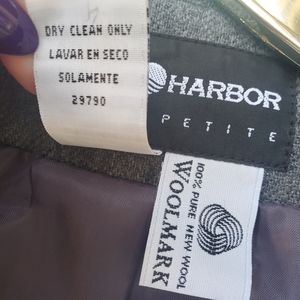 DRY CLEAN ONLY
LAVAR EN SECO
SOLAMENTE
29790
HARBOR
PETITE
100% PURE NEW WOOL
WOOLMARK